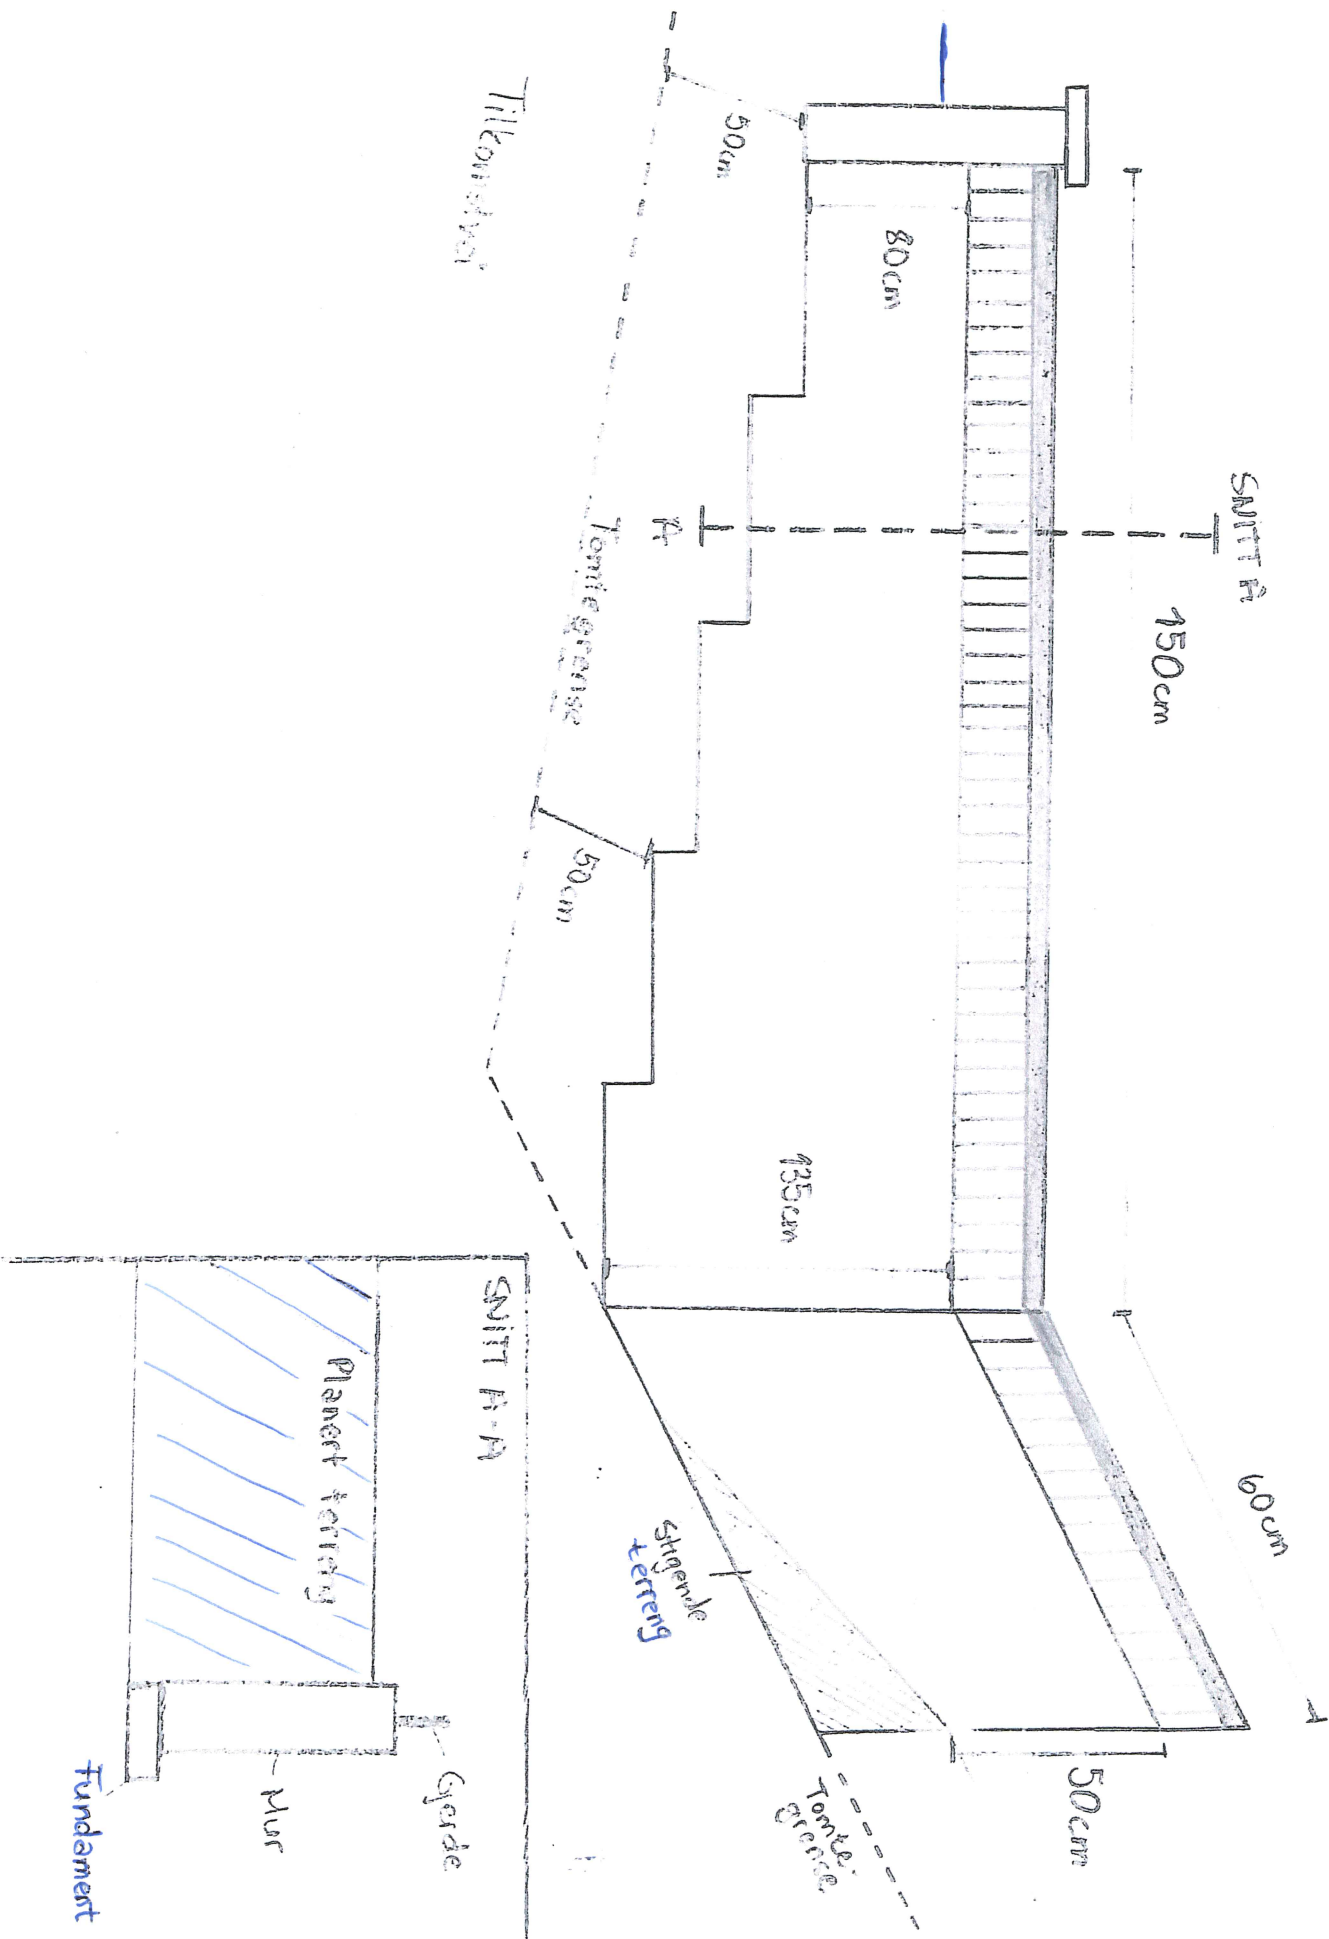 SNITT A
150cm
60cm
50cm
80cm
135cm
50cm
A
Tomtegrense
50cm
Stigende
terreng
Tomte-
grense
SNITT A-A
Planert terreng
Gjerde
Mur
Fundament